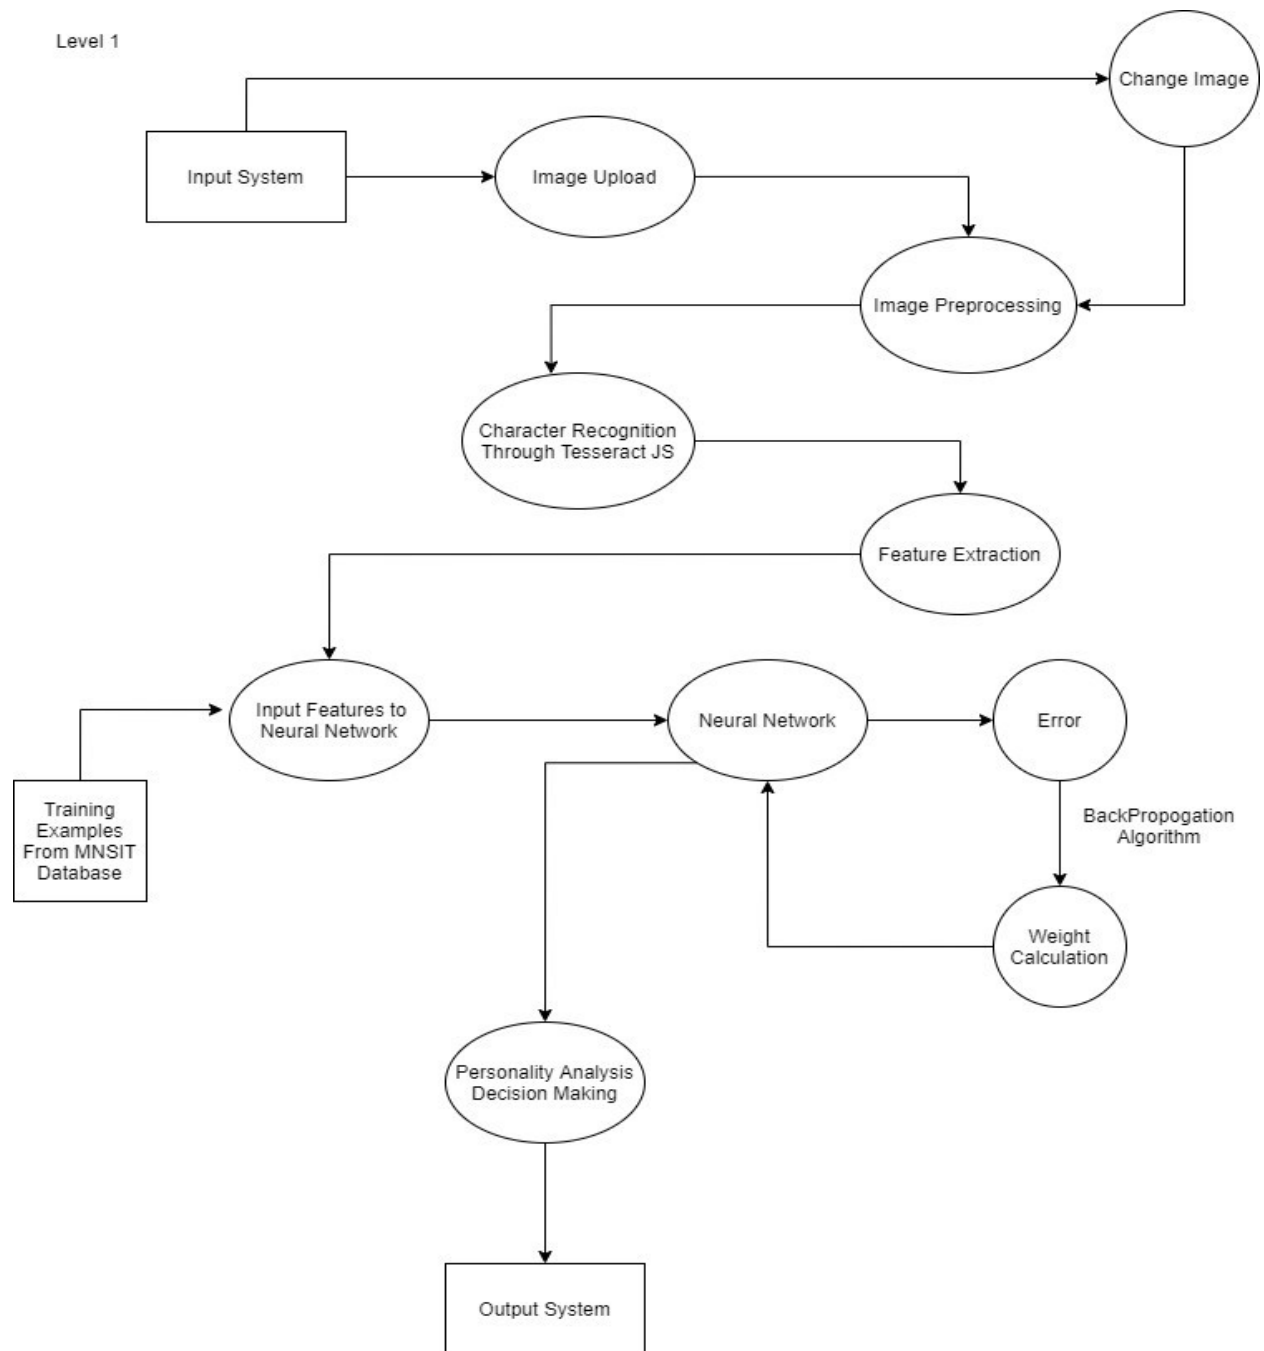 Level 1
Change Image
Input System
Image Upload
Image Preprocessing
Character Recognition
Through Tesseract JS
Feature Extraction
Input Features to
Neural Network
Neural Network
Error
Training
Examples
From MNSIT
Database
BackPropogation
Algorithm
Weight
Calculation
Personality Analysis
Decision Making
Output System